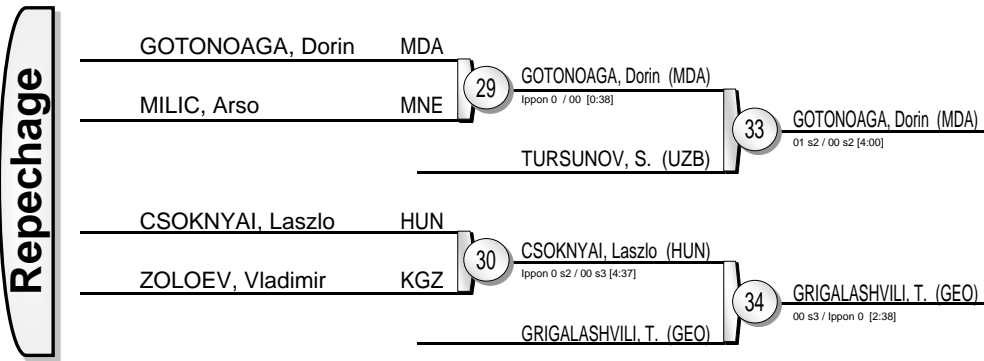 Repechage
GOTONOAGA, Dorin MDA
MILIC, Arso MNE
29
GOTONOAGA, Dorin (MDA)
Ippon 0 / 00 [0:38]
TURSUNOV, S. (UZB)
33
GOTONOAGA, Dorin (MDA)
01 s2 / 00 s2 [4:00]
CSOKNYAI, Laszlo HUN
ZOLOEV, Vladimir KGZ
30
CSOKNYAI, Laszlo (HUN)
Ippon 0 s2 / 00 s3 [4:37]
GRIGALASHVILI, T. (GEO)
34
GRIGALASHVILI, T. (GEO)
00 s3 / Ippon 0 [2:38]